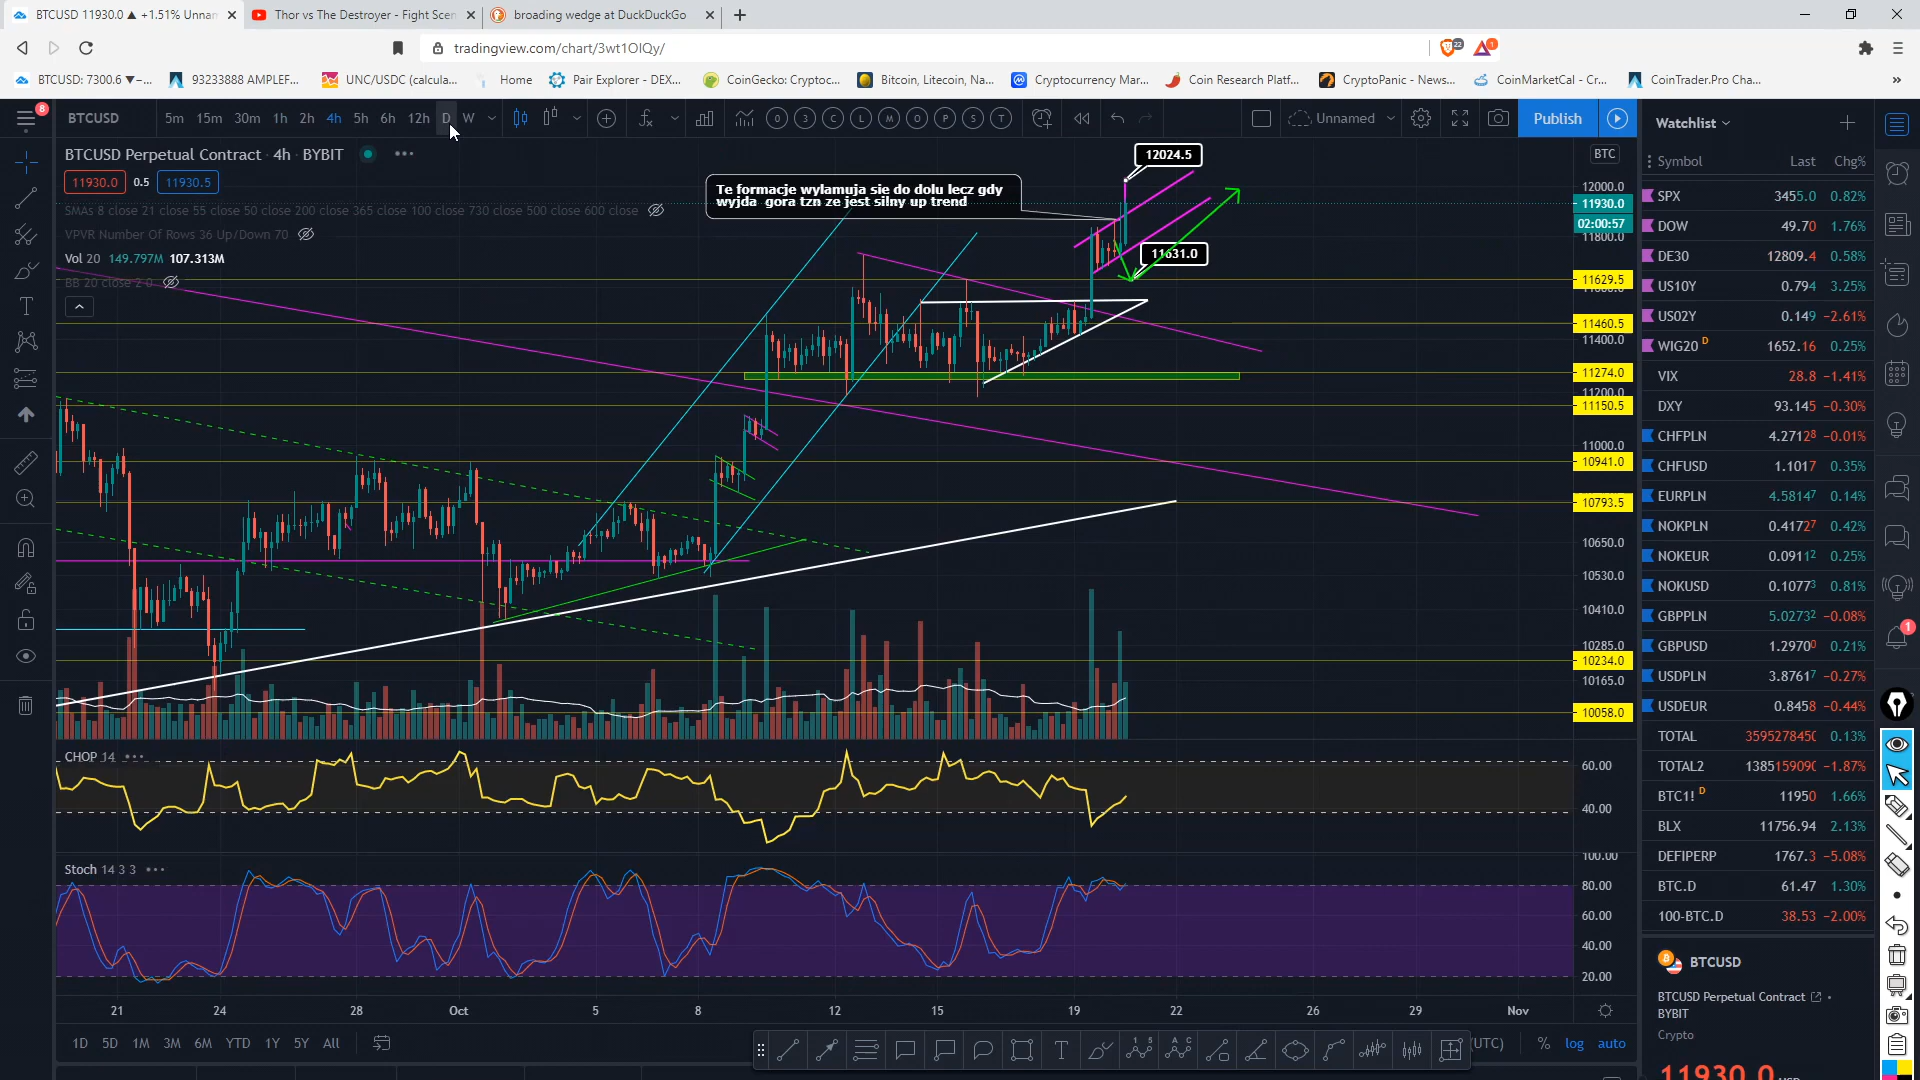 BTCUSD 11930.0 ▲ +1.51% Unnan
Thor vs The Destroyer - Fight Scen
broading wedge at DuckDuckGo
tradingview.com/chart/3wt1OlQy/
22
1
BTCUSD: 7300.6 ▼−...
93233888 AMPLEF...
UNC/USDC (calcula...
Home
Pair Explorer - DEX...
CoinGecko: Cryptoc...
Bitcoin, Litecoin, Na...
Cryptocurrency Mar...
Coin Research Platf...
CryptoPanic - News...
CoinMarketCal - Cr...
CoinTrader.Pro Cha...
»
8
BTCUSD
5m 15m 30m 1h 2h 4h 5h 6h 12h D W
0 3 C L M O P S T
Unnamed
Publish
Watchlist
BTCUSD Perpetual Contract · 4h · BYBIT
11930.0 0.5 11930.5
SMAs 8 close 21 close 55 close 50 close 200 close 365 close 100 close 730 close 500 close 600 close
VPVR Number Of Rows 36 Up/Down 70
Vol 20 149.797M 107.313M
BB 20 close 2 0
Te formacje wylamuja sie do dolu lecz gdy
wyjda gora tzn ze jest silny up trend
12024.5
11631.0
BTC
12000.0
11930.0
02:00:57
11800.0
11629.5
11460.5
11400.0
11274.0
11200.0
11150.5
11000.0
10941.0
10793.5
10650.0
10530.0
10410.0
10285.0
10234.0
10165.0
10058.0
CHOP 14
60.00
40.00
Stoch 14 3 3
100.00
80.00
60.00
40.00
20.00
21 24 28 Oct 5 8 12 15 19 22 26 29 Nov
1D 5D 1M 3M 6M YTD 1Y 5Y All
UTC) % log auto
Symbol Last Chg%
SPX 3455.0 0.82%
DOW 49.70 1.76%
DE30 12809.4 0.58%
US10Y 0.794 3.25%
US02Y 0.149 −2.61%
WIG20 D 1652.16 0.25%
VIX 28.8 −1.41%
DXY 93.145 −0.30%
CHFPLN 4.27128 −0.01%
CHFUSD 1.1017 0.35%
EURPLN 4.58147 0.14%
NOKPLN 0.41727 0.42%
NOKEUR 0.09112 0.25%
NOKUSD 0.10773 0.81%
GBPPLN 5.02732 −0.08%
GBPUSD 1.29700 0.21%
USDPLN 3.87617 −0.27%
USDEUR 0.8458 −0.44%
TOTAL 359527845( 0.13%
TOTAL2 138515909( −1.87%
BTC1! D 11950 1.66%
BLX 11756.94 2.13%
DEFIPERP 1767.3 −5.08%
BTC.D 61.47 1.30%
100-BTC.D 38.53 −2.00%
1
BTCUSD
BTCUSD Perpetual Contract •
BYBIT
Crypto
11930.0